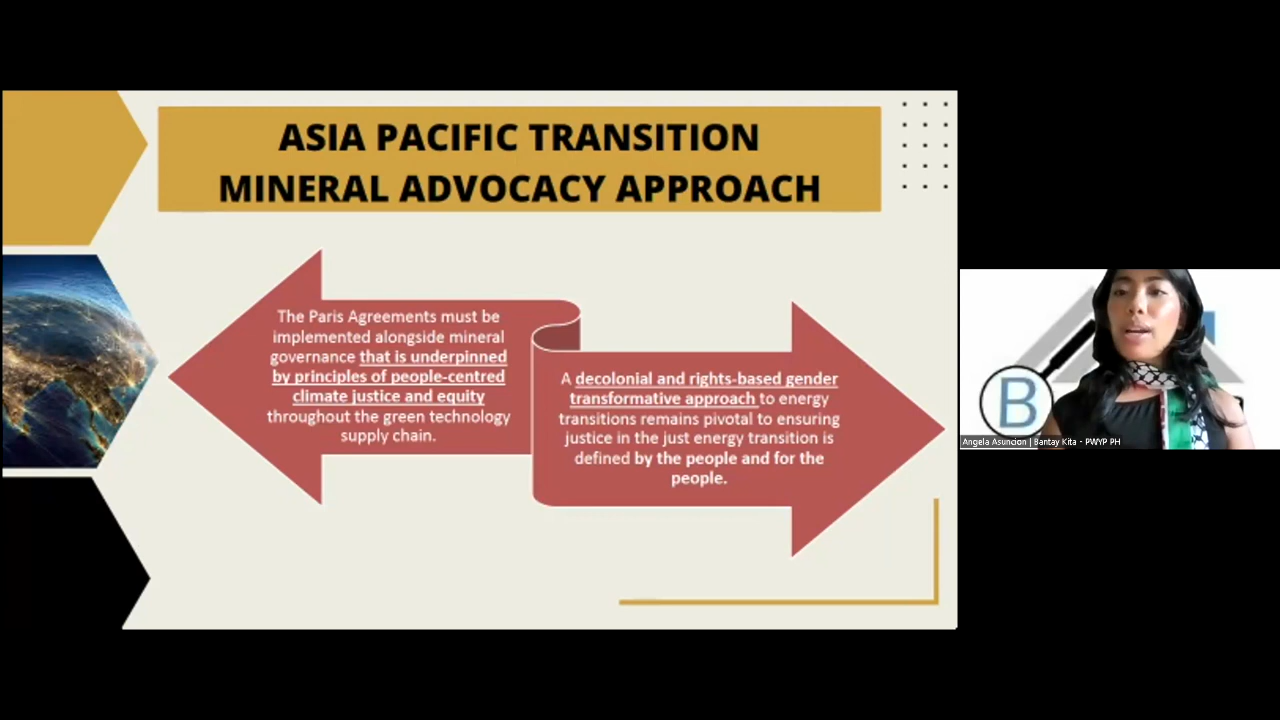 ASIA PACIFIC TRANSITION
MINERAL ADVOCACY APPROACH
The Paris Agreements must be
implemented alongside mineral
governance that is underpinned
by principles of people-centred
climate justice and equity
throughout the green technology
supply chain.
A decolonial and rights-based gender
transformative approach to energy
transitions remains pivotal to ensuring
justice in the just energy transition is
defined by the people and for the
people.
B
Angela Asuncion | Bantay Kita - PWYP PH